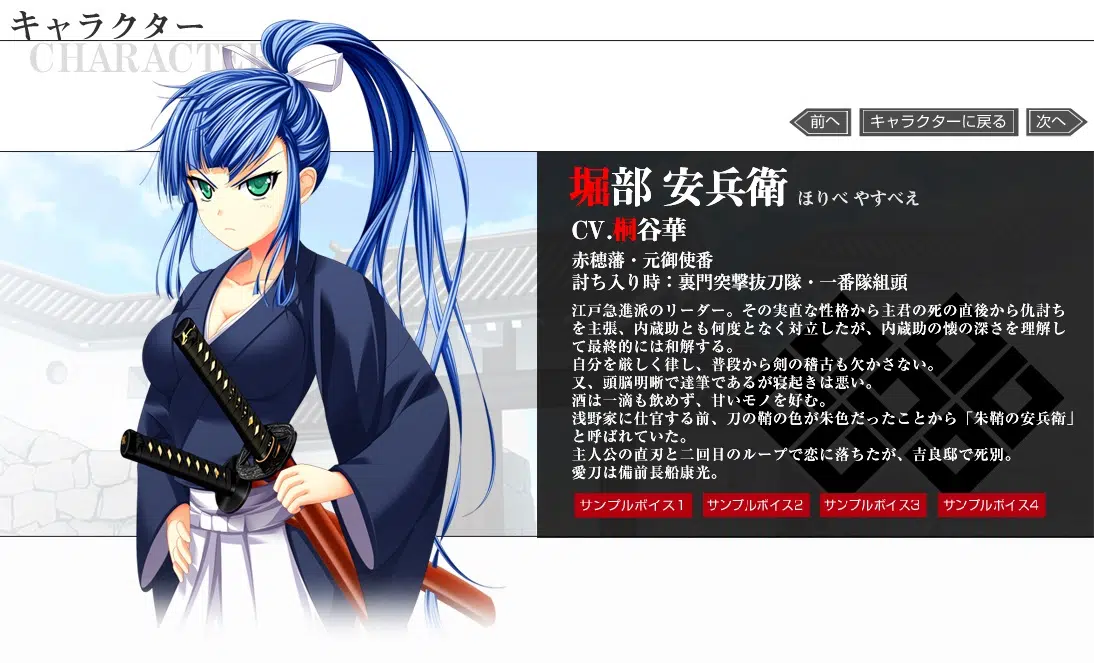 キャラクター
CHARACTER
前へ
キャラクターに戻る
次へ
堀部 安兵衛 ほりべ やすべえ
CV.桐谷華
赤穂藩・元御使番
討ち入り時：裏門突撃抜刀隊・一番隊組頭
江戸急進派のリーダー。その実直な性格から主君の死の直後から仇討ち
を主張、内蔵助とも何度となく対立したが、内蔵助の懐の深さを理解し
て最終的には和解する。
自分を厳しく律し、普段から剣の稽古も欠かさない。
又、頭脳明晰で達筆であるが寝起きは悪い。
酒は一滴も飲めず、甘いモノを好む。
浅野家に仕官する前、刀の鞘の色が朱色だったことから「朱鞘の安兵衛」
と呼ばれていた。
主人公の直刃と二回目のループで恋に落ちたが、吉良邸で死別。
愛刀は備前長船康光。
サンプルボイス1
サンプルボイス2
サンプルボイス3
サンプルボイス4